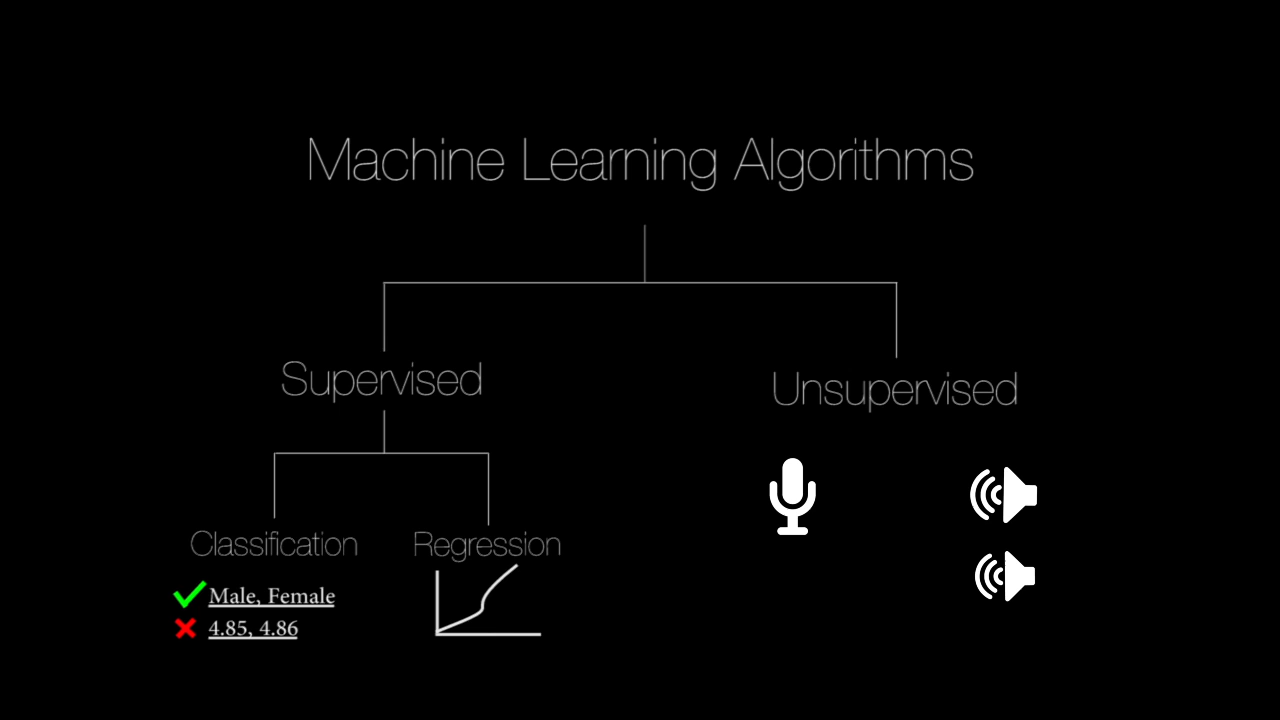 Machine Learning Algorithms
Supervised
Unsupervised
Classification
Regression
Male, Female
4.85, 4.86